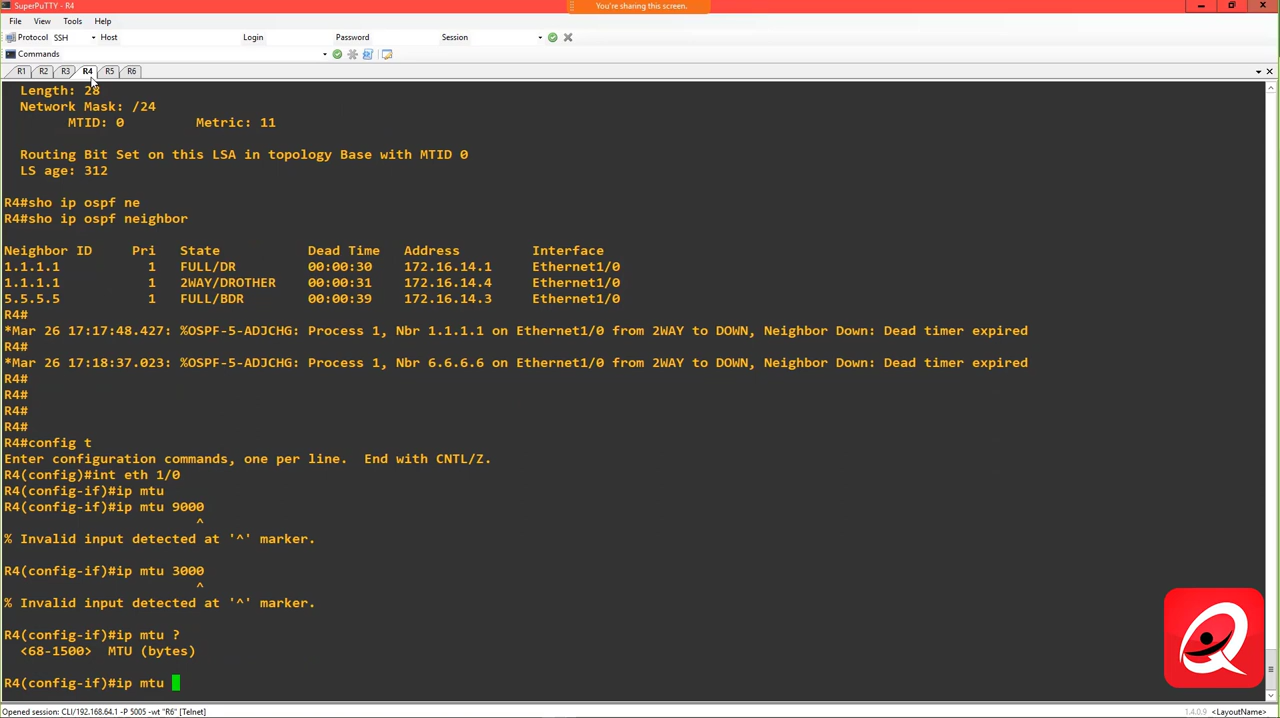 SuperPuTTY - R4
You're sharing this screen.
File View Tools Help
Protocol SSH Host Login Password Session
Commands
R1 R2 R3 R4 R5 R6
Length: 28
Network Mask: /24
MTID: 0 Metric: 11
Routing Bit Set on this LSA in topology Base with MTID 0
LS age: 312
R4#sho ip ospf ne
R4#sho ip ospf neighbor
Neighbor ID Pri State Dead Time Address Interface
1.1.1.1 1 FULL/DR 00:00:30 172.16.14.1 Ethernet1/0
1.1.1.1 1 2WAY/DROTHER 00:00:31 172.16.14.4 Ethernet1/0
5.5.5.5 1 FULL/BDR 00:00:39 172.16.14.3 Ethernet1/0
R4#
*Mar 26 17:17:48.427: %OSPF-5-ADJCHG: Process 1, Nbr 1.1.1.1 on Ethernet1/0 from 2WAY to DOWN, Neighbor Down: Dead timer expired
R4#
*Mar 26 17:18:37.023: %OSPF-5-ADJCHG: Process 1, Nbr 6.6.6.6 on Ethernet1/0 from 2WAY to DOWN, Neighbor Down: Dead timer expired
R4#
R4#
R4#
R4#
R4#config t
Enter configuration commands, one per line. End with CNTL/Z.
R4(config)#int eth 1/0
R4(config-if)#ip mtu
R4(config-if)#ip mtu 9000
^
% Invalid input detected at '^' marker.
R4(config-if)#ip mtu 3000
^
% Invalid input detected at '^' marker.
R4(config-if)#ip mtu ?
<68-1500> MTU (bytes)
R4(config-if)#ip mtu
Opened session: CLI/192.168.64.1 -P 5005 -wt "R6" [Telnet]
1.4.0.9 <LayoutName>